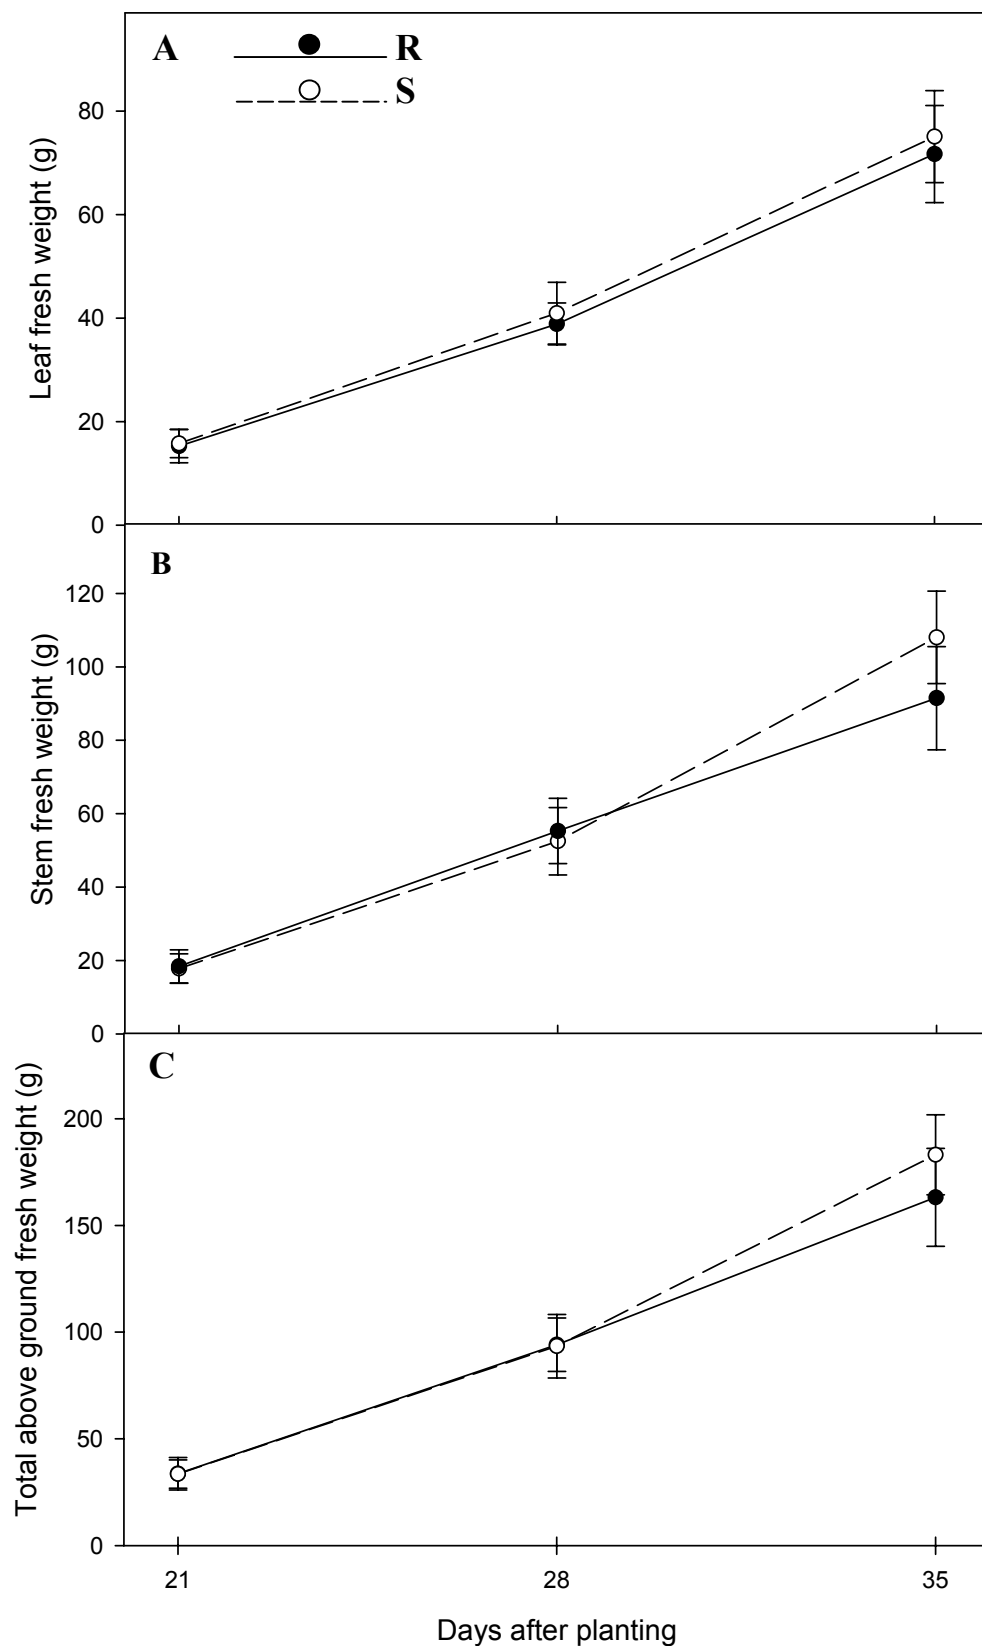 A
R
S
Leaf fresh weight (g)
80
60
40
20
0
B
Stem fresh weight (g)
120
100
80
60
40
20
0
C
Total above ground fresh weight (g)
200
150
100
50
0
21 28 35
Days after planting